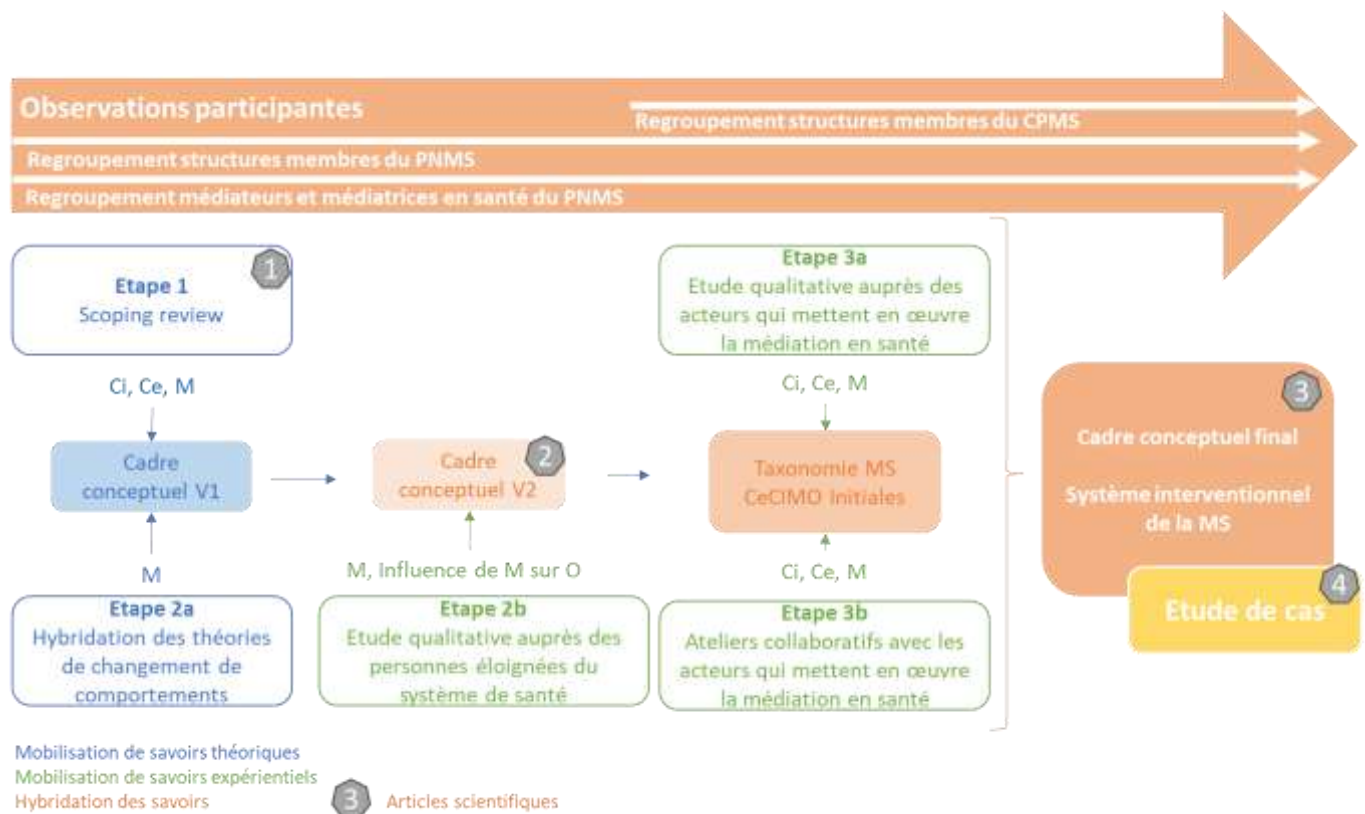 Observations participantes
Regroupement structures membres du CPMS
Regroupement structures membres du PNMS
Regroupement médiateurs et médiatrices en santé du PNMS
Etape 1
Scoping review
1
Ci, Ce, M
Cadre
conceptuel V1
M
Etape 2a
Hybridation des théories
de changement de
comportements
Cadre
conceptuel V2
2
M, Influence de M sur O
Etape 2b
Etude qualitative auprès des
personnes éloignées du
système de santé
Etape 3a
Etude qualitative auprès des
acteurs qui mettent en œuvre
la médiation en santé
Ci, Ce, M
Taxonomie MS
CeCIMO Initiales
Ci, Ce, M
Etape 3b
Ateliers collaboratifs avec les
acteurs qui mettent en œuvre
la médiation en santé
3
Cadre conceptuel final
Système interventionnel
de la MS
4
Etude de cas
Mobilisation de savoirs théoriques
Mobilisation de savoirs expérientiels
Hybridation des savoirs
3 Articles scientifiques